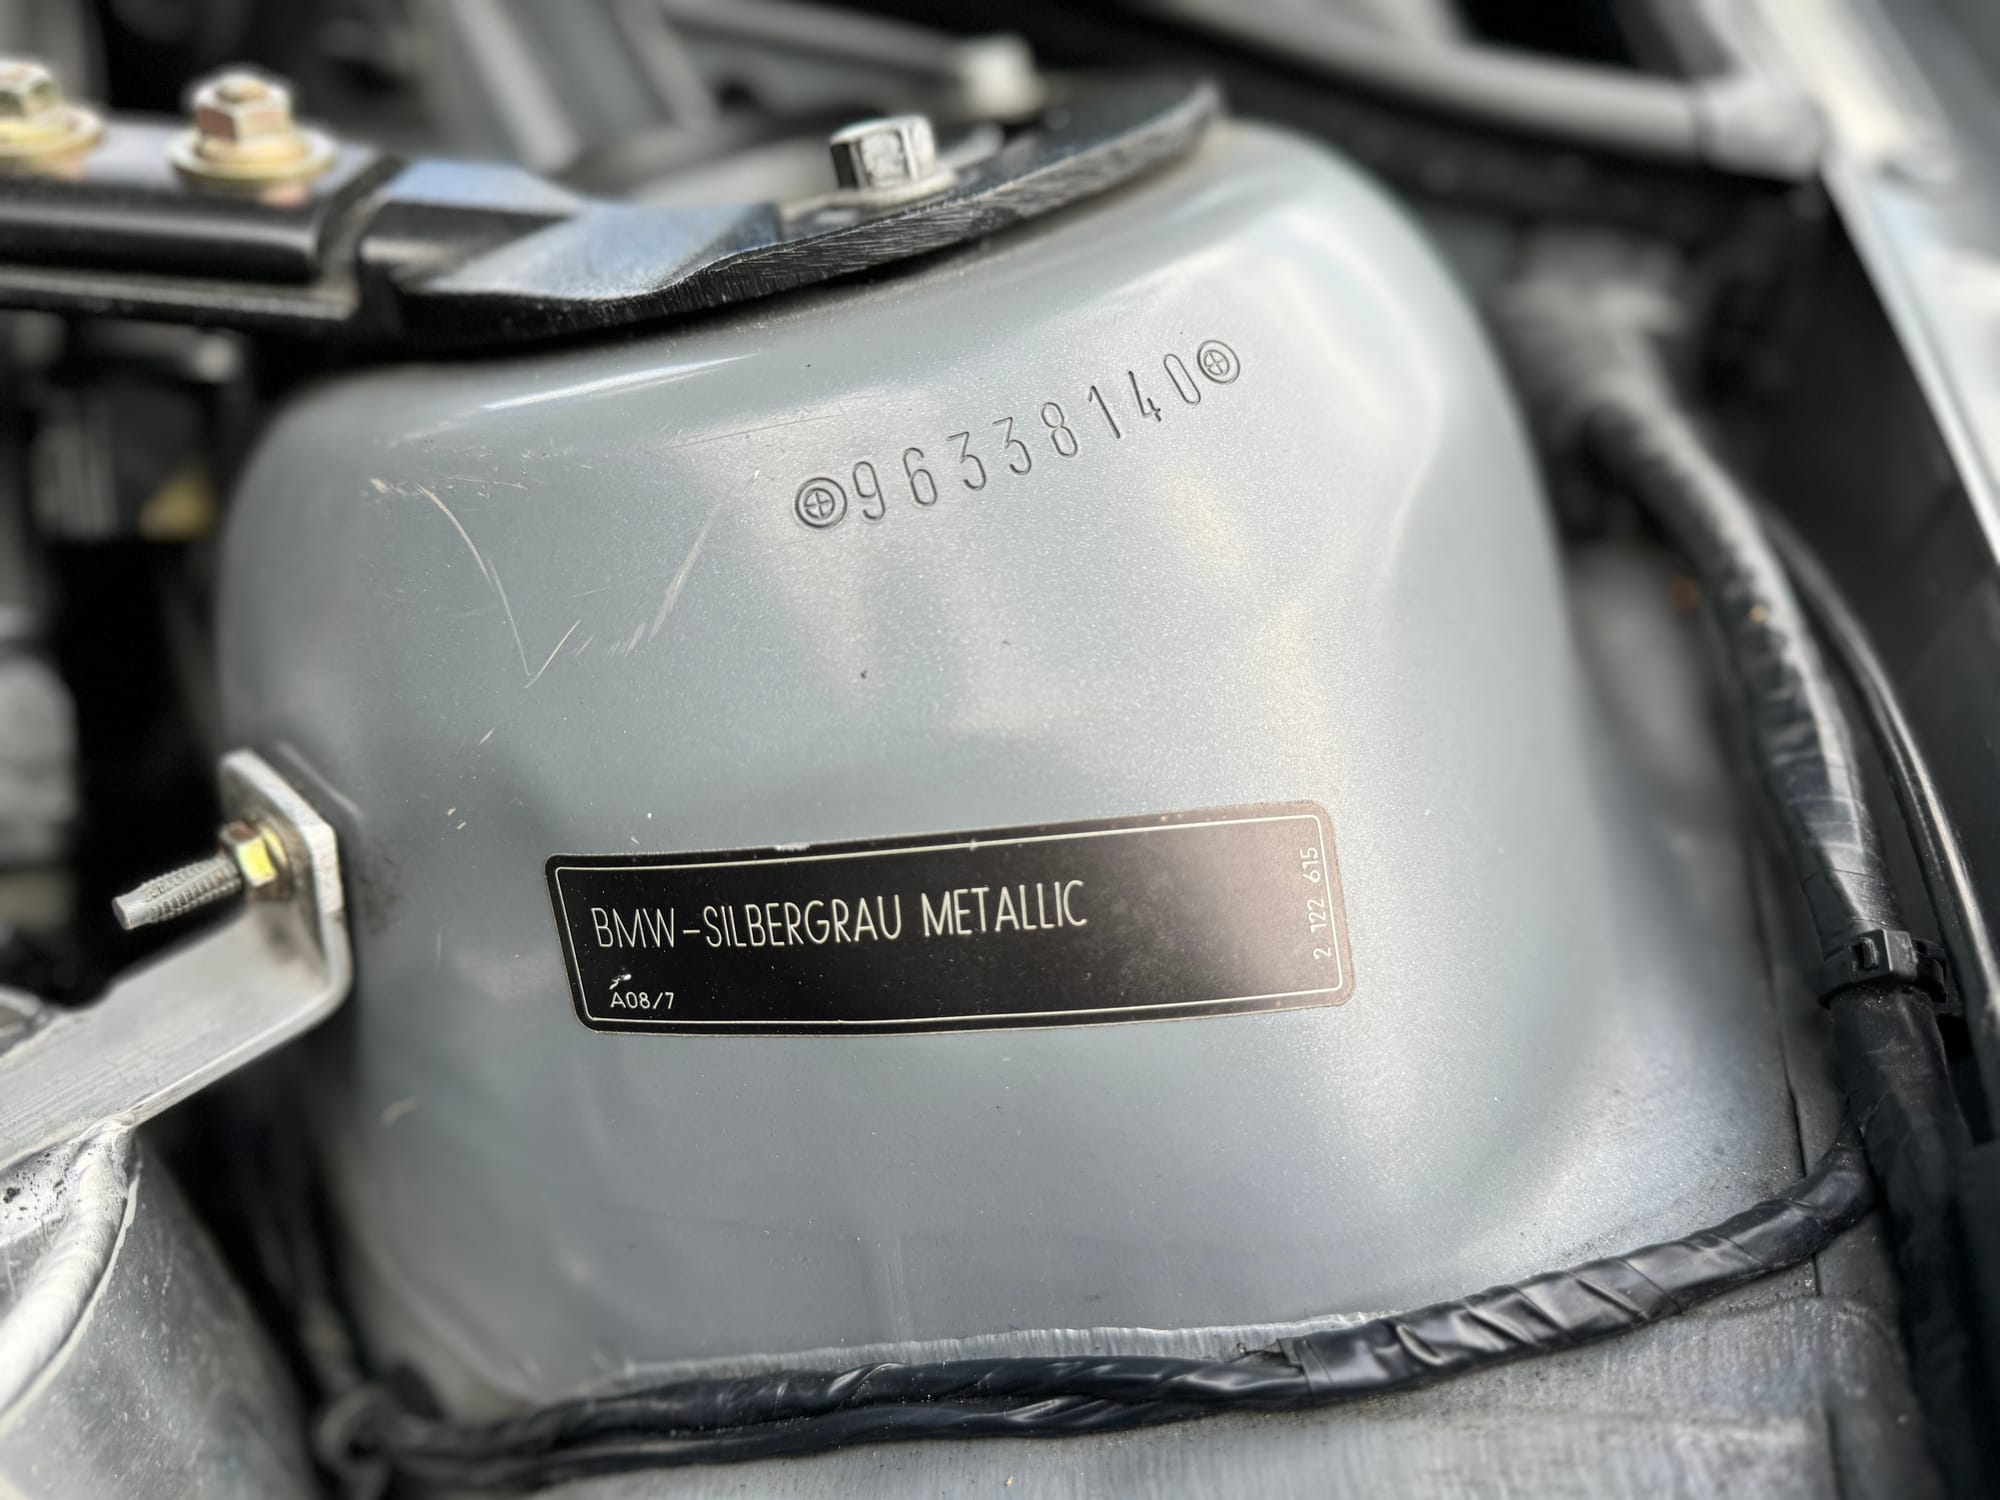 96338140
BMW-SILBERGRAU METALLIC
A08/7
2 122 615